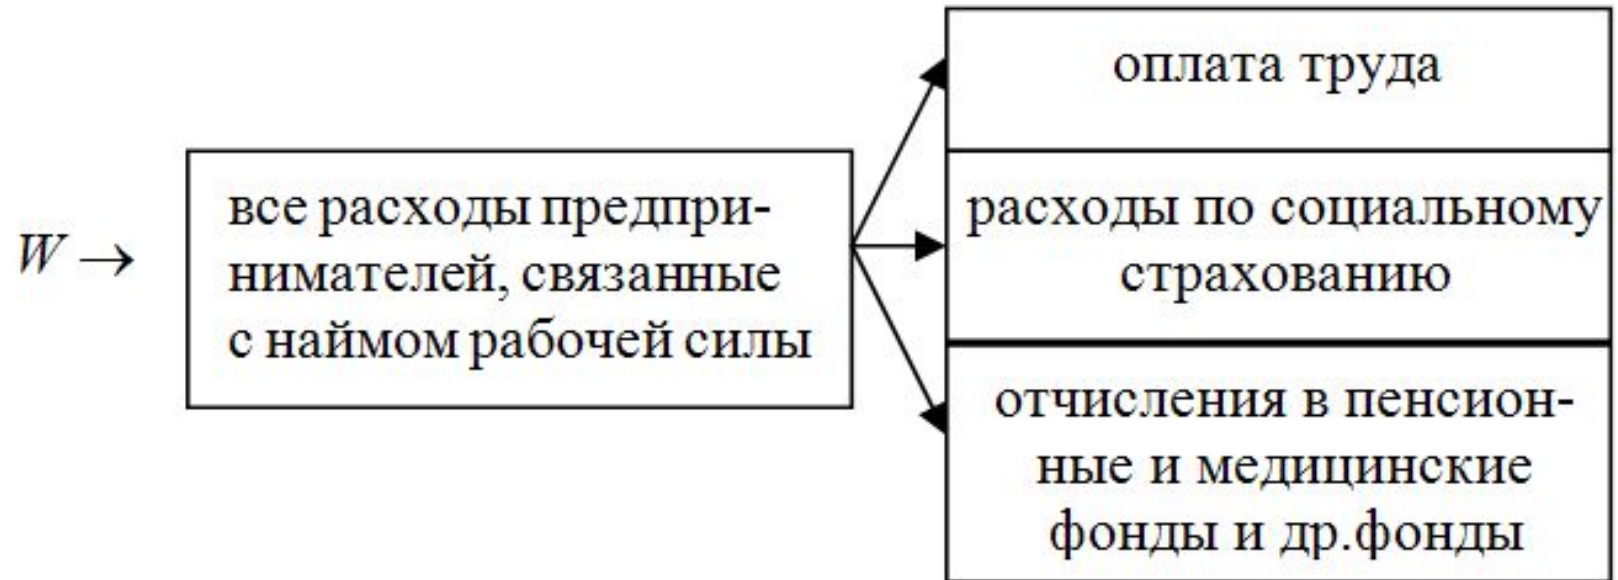 W →
все расходы предпри-
нимателей, связанные
с наймом рабочей силы
оплата труда
расходы по социальному
страхованию
отчисления в пенсион-
ные и медицинские
фонды и др.фонды